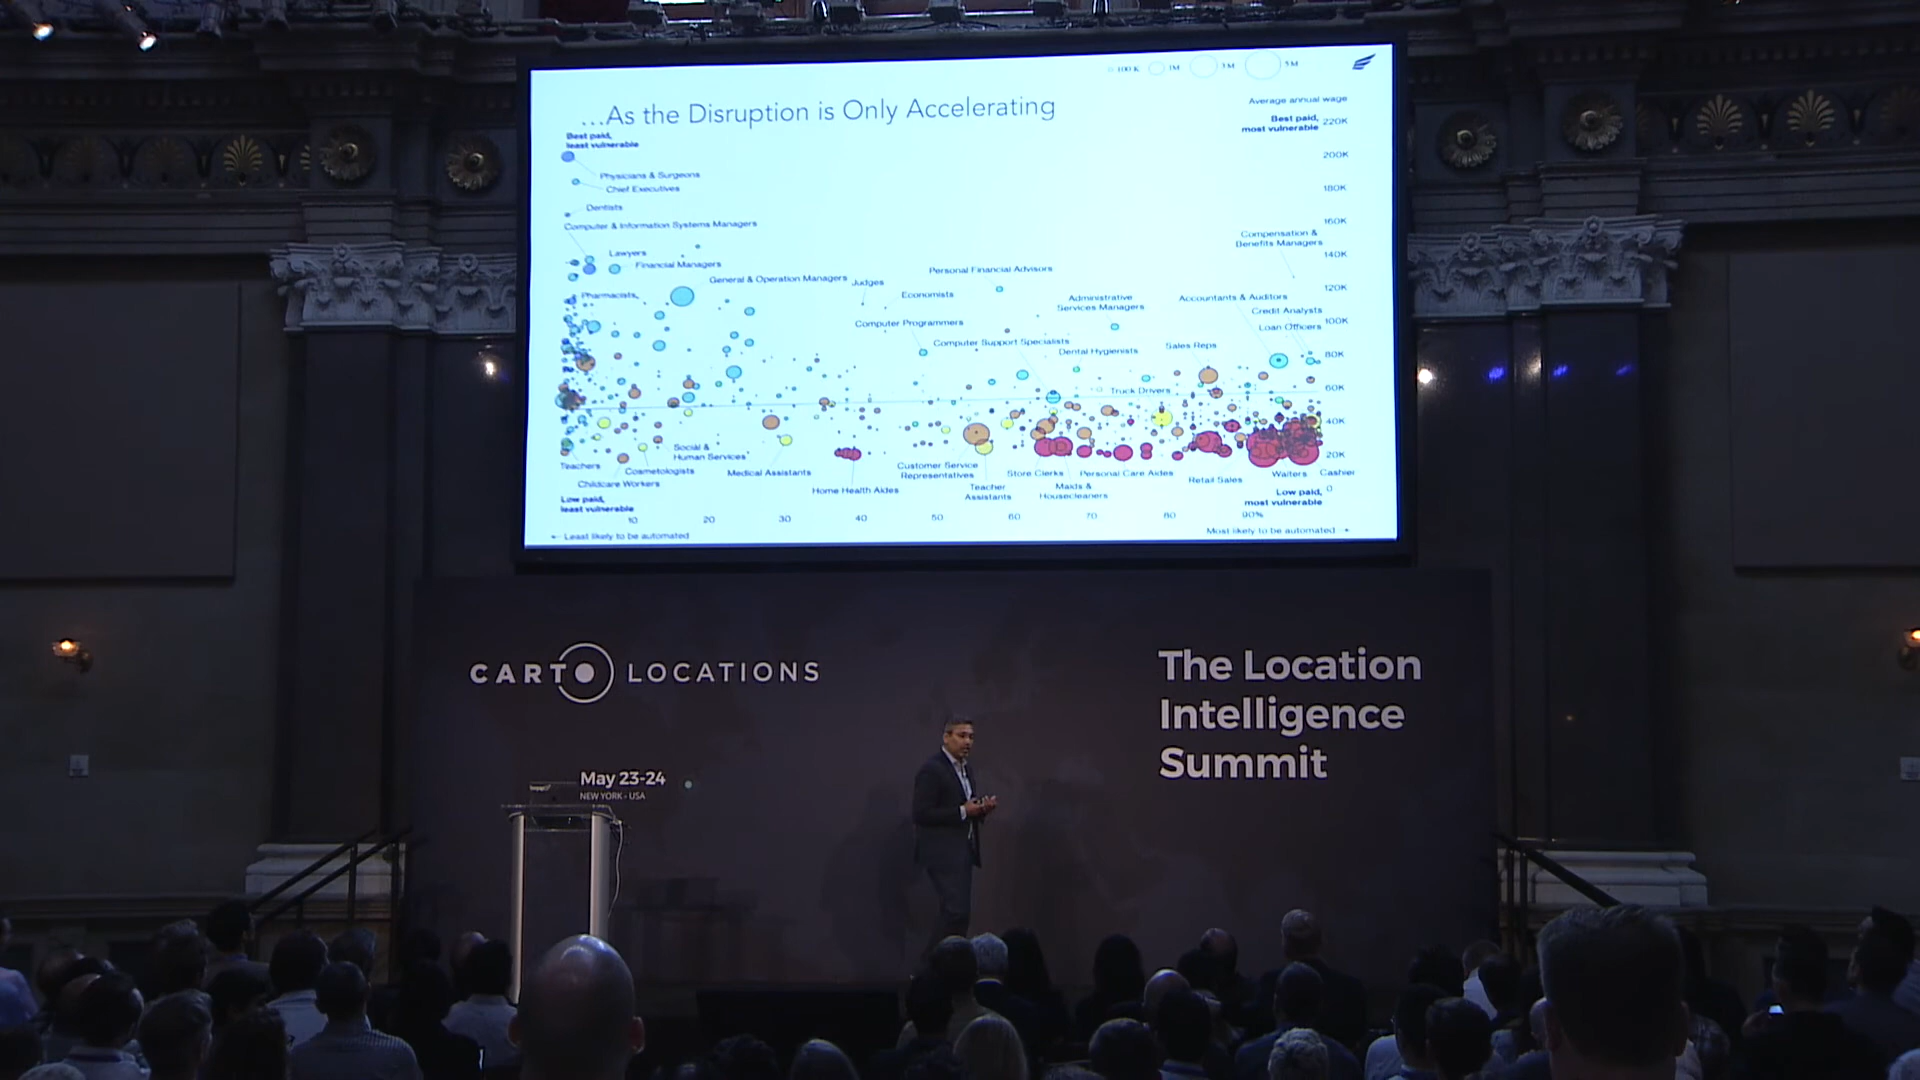 100 K 1M 3M 5M
...As the Disruption is Only Accelerating
Average annual wage
Best paid,
least vulnerable
Best paid,
most vulnerable
220K
200K
180K
160K
140K
120K
100K
80K
60K
40K
20K
0
Physicians & Surgeons
Chief Executives
Dentists
Computer & Information Systems Managers
Lawyers
Financial Managers
General & Operation Managers
Judges
Pharmacists
Personal Financial Advisors
Economists
Computer Programmers
Administrative
Services Managers
Compensation &
Benefits Managers
Accountants & Auditors
Credit Analysts
Loan Officers
Computer Support Specialists
Dental Hygienists
Sales Reps
Truck Drivers
Teachers
Social &
Human Services
Cosmetologists
Childcare Workers
Medical Assistants
Home Health Aides
Customer Service
Representatives
Teacher
Assistants
Store Clerks
Maids &
Housecleaners
Personal Care Aides
Retail Sales
Waiters
Cashier
Low paid,
least vulnerable
Low paid,
most vulnerable
10 20 30 40 50 60 70 80 90%
← Least likely to be automated
Most likely to be automated
CARTO LOCATIONS
The Location
Intelligence
Summit
May 23-24
NEW YORK - USA